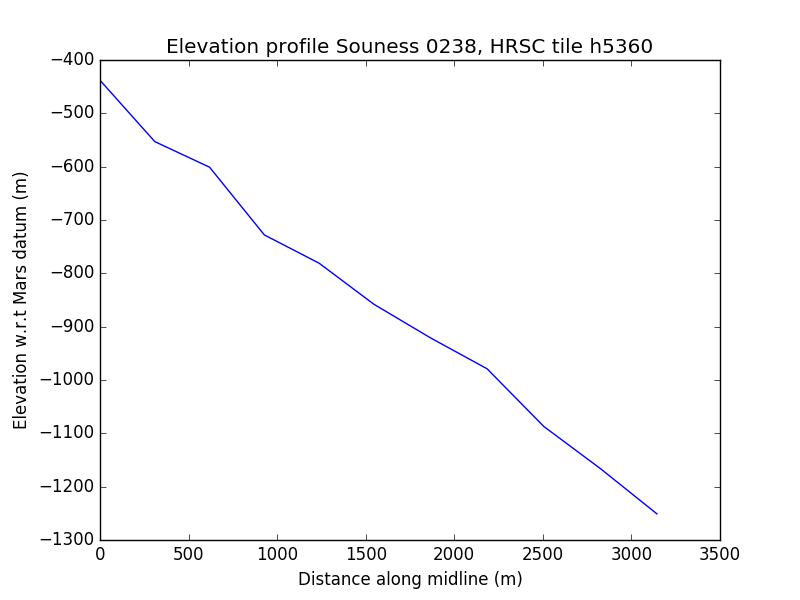 Elevation profile Souness 0238, HRSC tile h5360
−400
−500
−600
−700
−800
−900
−1000
−1100
−1200
−1300
Elevation w.r.t Mars datum (m)
0 500 1000 1500 2000 2500 3000 3500
Distance along midline (m)